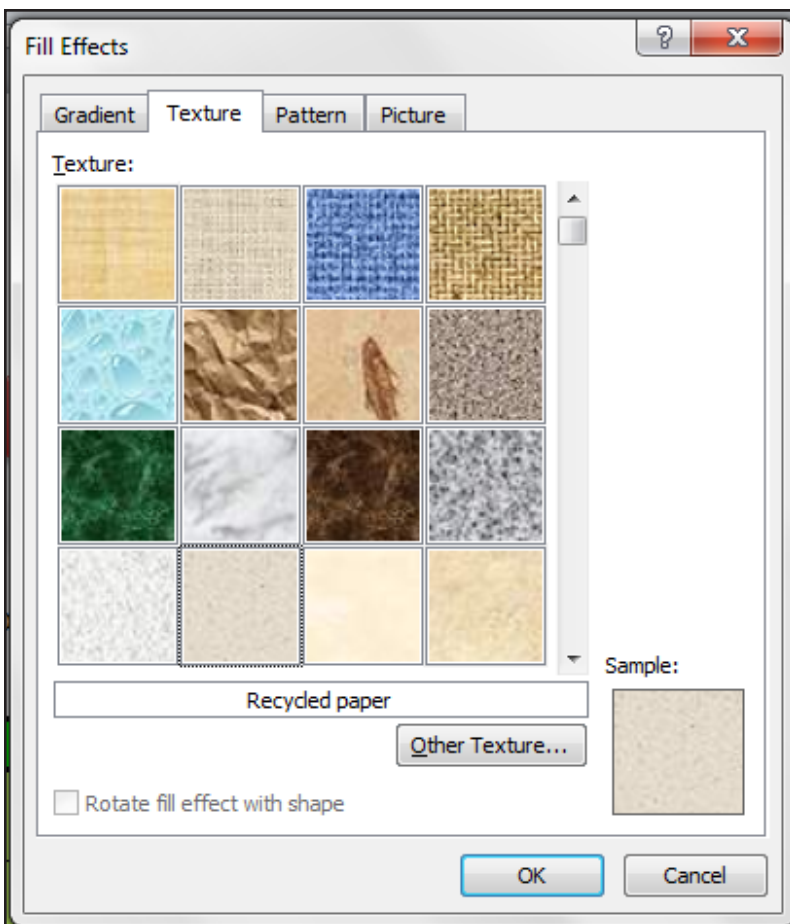 Fill Effects
Gradient Texture Pattern Picture
Texture:
Sample:
Recycled paper
Other Texture...
Rotate fill effect with shape
OK Cancel